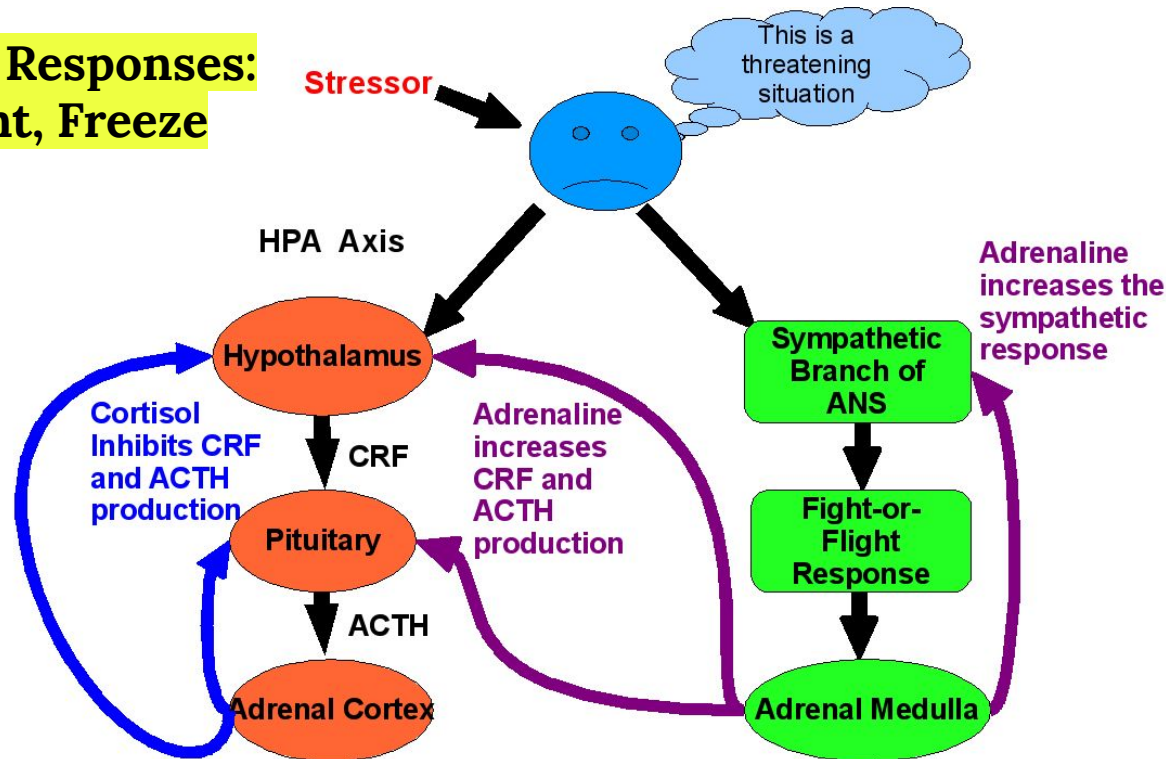 Responses:
nt, Freeze
Stressor
This is a
threatening
situation
HPA Axis
Adrenaline
increases the
sympathetic
response
Hypothalamus
Sympathetic
Branch of
ANS
Cortisol
Inhibits CRF
and ACTH
production
CRF
Adrenaline
increases
CRF and
ACTH
production
Pituitary
Fight-or-
Flight
Response
ACTH
Adrenal Cortex
Adrenal Medulla